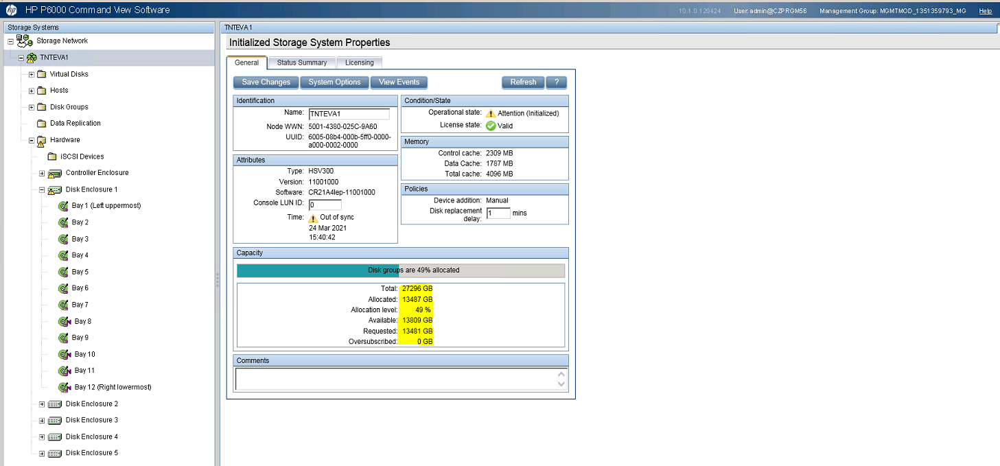 hp HP P6000 Command View Software
10.1.0.120424 User: admin@CZPRGM56 Management Group: MGMTMOD_1351359793_MG Help
Storage Systems
Storage Network
TNTEVA1
Virtual Disks
Hosts
Disk Groups
Data Replication
Hardware
iSCSI Devices
Controller Enclosure
Disk Enclosure 1
Bay 1 (Left uppermost)
Bay 2
Bay 3
Bay 4
Bay 5
Bay 6
Bay 7
Bay 8
Bay 9
Bay 10
Bay 11
Bay 12 (Right lowermost)
Disk Enclosure 2
Disk Enclosure 3
Disk Enclosure 4
Disk Enclosure 5
TNTEVA1
Initialized Storage System Properties
General Status Summary Licensing
Save Changes System Options View Events Refresh ?
Identification
Name: TNTEVA1
Node WWN: 5001-4380-025C-9A60
UUID: 6005-08b4-000b-5ff0-0000-
a000-0002-0000
Attributes
Type: HSV300
Version: 11001000
Software: CR21A4lep-11001000
Console LUN ID: 0
Time: Out of sync
24 Mar 2021
15:40:42
Condition/State
Operational state: Attention (Initialized)
License state: Valid
Memory
Control cache: 2309 MB
Data Cache: 1787 MB
Total cache: 4096 MB
Policies
Device addition: Manual
Disk replacement
delay: 1 mins
Capacity
Disk groups are 49% allocated
Total: 27296 GB
Allocated: 13487 GB
Allocation level: 49 %
Available: 13809 GB
Requested: 13481 GB
Oversubscribed: 0 GB
Comments